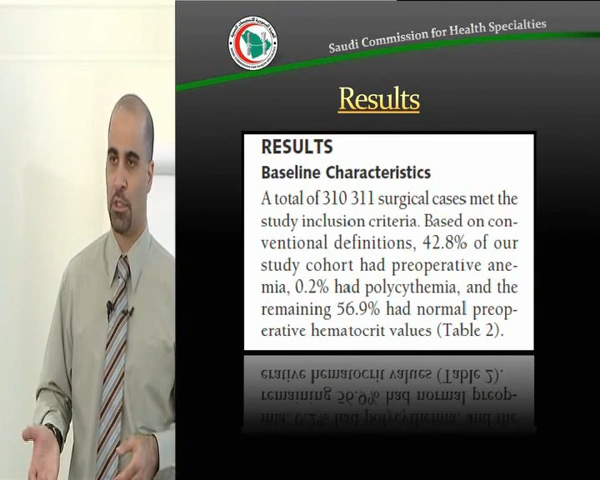 Saudi Commission for Health Specialties
Results
RESULTS
Baseline Characteristics
A total of 310 311 surgical cases met the
study inclusion criteria. Based on con-
ventional definitions, 42.8% of our
study cohort had preoperative ane-
mia, 0.2% had polycythemia, and the
remaining 56.9% had normal preop-
erative hematocrit values (Table 2).